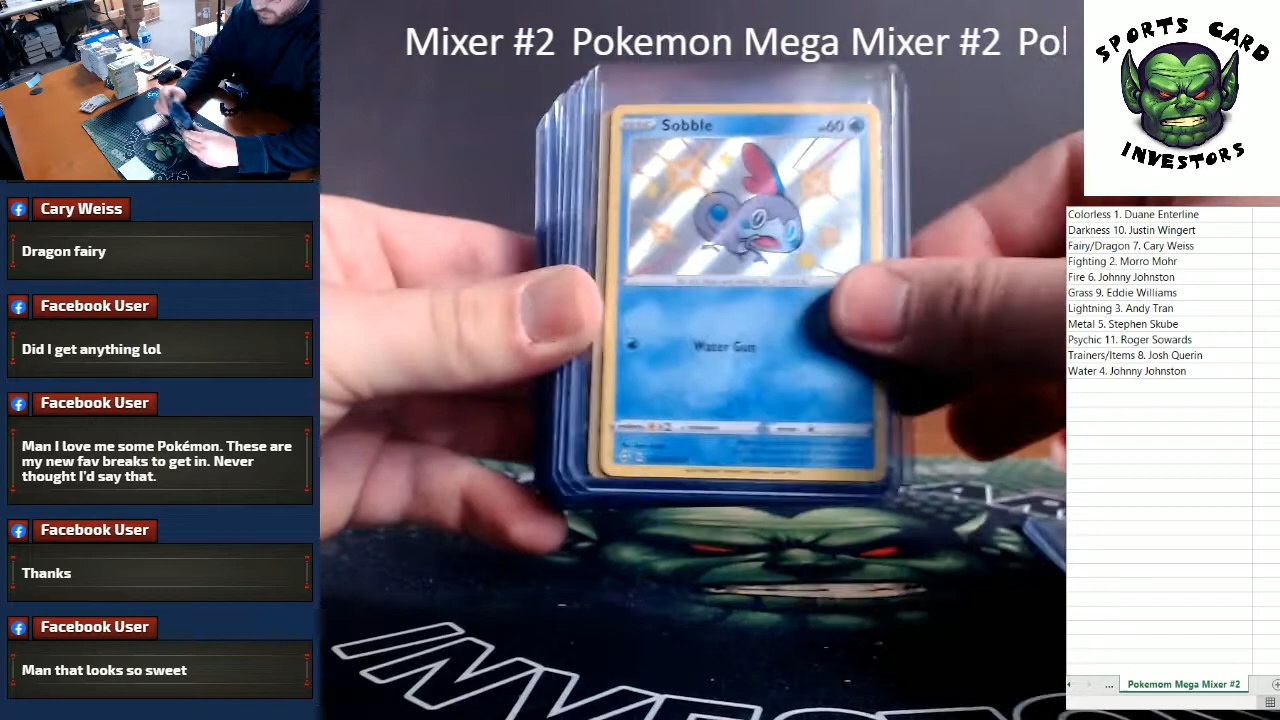 Mixer #2 Pokemon Mega Mixer #2 Pol
SPORTS CARD
INVESTORS
Cary Weiss
Dragon fairy
Facebook User
Did I get anything lol
Facebook User
Man I love me some Pokémon. These are
my new fav breaks to get in. Never
thought I'd say that.
Facebook User
Thanks
Facebook User
Man that looks so sweet
Sobble
60
Water Gun
INVESTORS
Colorless 1. Duane Enterline
Darkness 10. Justin Wingert
Fairy/Dragon 7. Cary Weiss
Fighting 2. Morro Mohr
Fire 6. Johnny Johnston
Grass 9. Eddie Williams
Lightning 3. Andy Tran
Metal 5. Stephen Skube
Psychic 11. Roger Sowards
Trainers/Items 8. Josh Querin
Water 4. Johnny Johnston
... Pokemom Mega Mixer #2